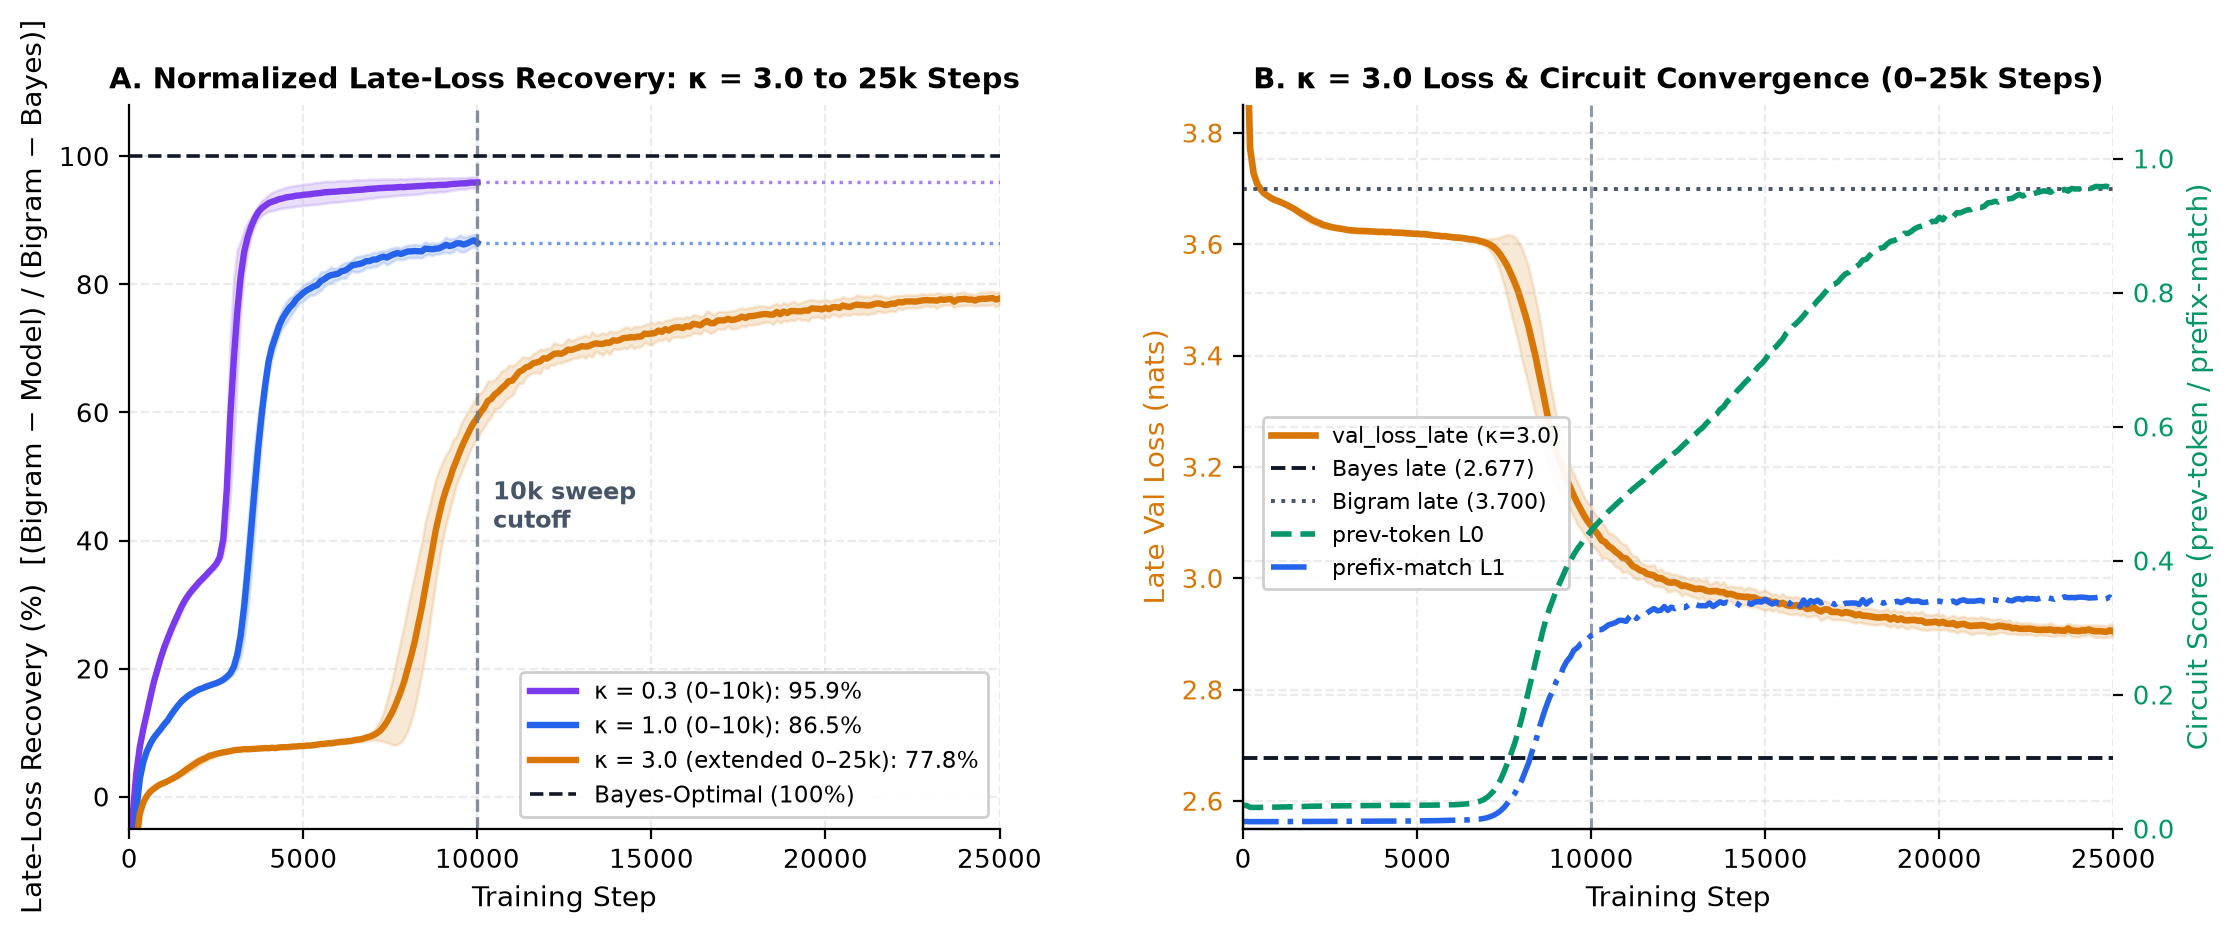 A. Normalized Late-Loss Recovery: κ = 3.0 to 25k Steps
Late-Loss Recovery (%)  [(Bigram − Model) / (Bigram − Bayes)]
100
80
60
40
20
0
10k sweep
cutoff
κ = 0.3 (0–10k): 95.9%
κ = 1.0 (0–10k): 86.5%
κ = 3.0 (extended 0–25k): 77.8%
Bayes-Optimal (100%)
0
5000
10000
15000
20000
25000
Training Step
B. κ = 3.0 Loss & Circuit Convergence (0–25k Steps)
Late Val Loss (nats)
3.8
3.6
3.4
3.2
3.0
2.8
2.6
val_loss_late (κ=3.0)
Bayes late (2.677)
Bigram late (3.700)
prev-token L0
prefix-match L1
1.0
0.8
0.6
0.4
0.2
0.0
Circuit Score (prev-token / prefix-match)
0
5000
10000
15000
20000
25000
Training Step